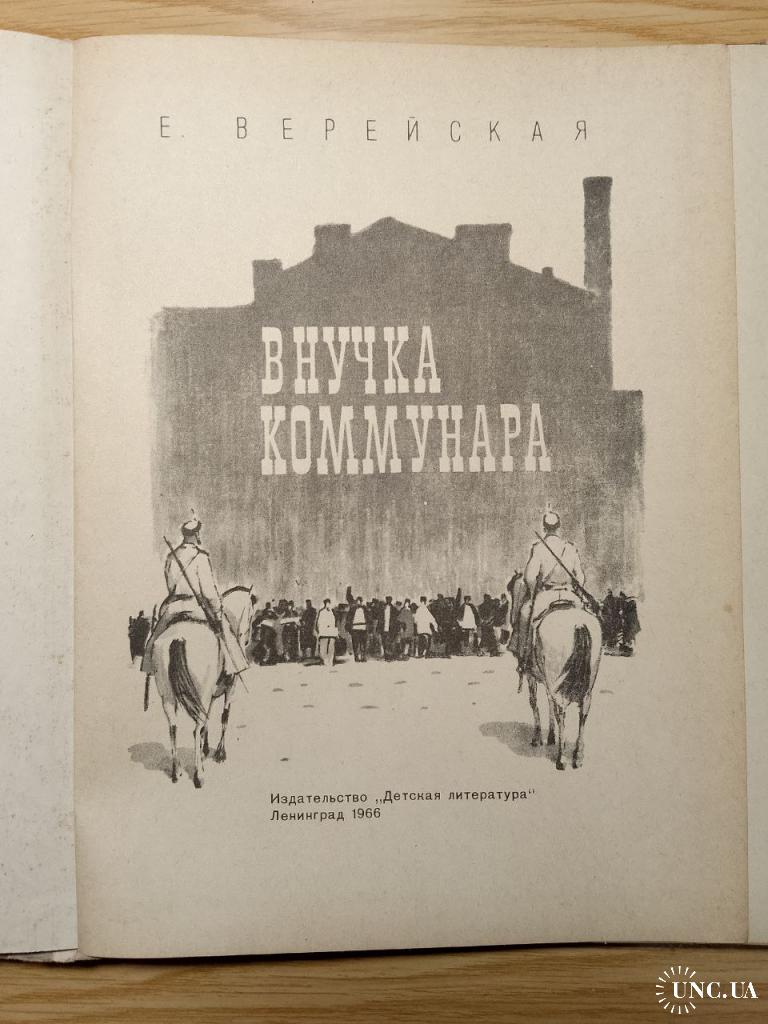 Е. ВЕРЕЙСКАЯ
ВНУЧКА
КОММУНАРА
Издательство „Детская литература"
Ленинград 1966
UNC.UA